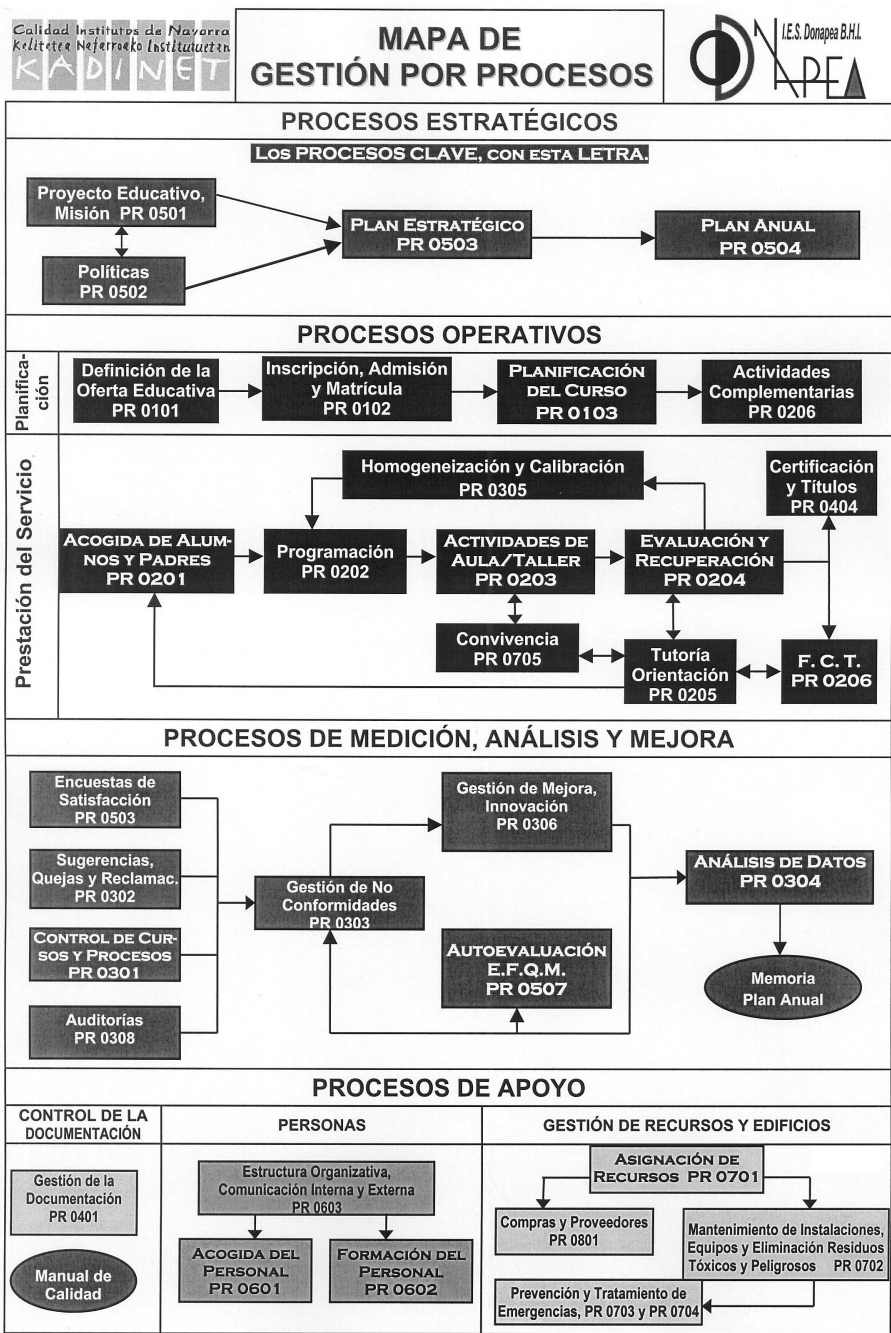 Calidad Institutos de Navarra
Kalitatea Nafarroako Institutuetan
KADINET
MAPA DE
GESTIÓN POR PROCESOS
I.E.S. Donapea B.H.I.
DONAPEA
PROCESOS ESTRATÉGICOS
LOS PROCESOS CLAVE, CON ESTA LETRA.
Proyecto Educativo,
Misión PR 0501
Políticas
PR 0502
PLAN ESTRATÉGICO
PR 0503
PLAN ANUAL
PR 0504
PROCESOS OPERATIVOS
Planifica-
ción
Definición de la
Oferta Educativa
PR 0101
Inscripción, Admisión
y Matrícula
PR 0102
PLANIFICACIÓN
DEL CURSO
PR 0103
Actividades
Complementarias
PR 0206
Prestación del Servicio
Homogeneización y Calibración
PR 0305
Certificación
y Títulos
PR 0404
ACOGIDA DE ALUM-
NOS Y PADRES
PR 0201
Programación
PR 0202
ACTIVIDADES DE
AULA/TALLER
PR 0203
EVALUACIÓN Y
RECUPERACIÓN
PR 0204
Convivencia
PR 0705
Tutoría
Orientación
PR 0205
F. C. T.
PR 0206
PROCESOS DE MEDICIÓN, ANÁLISIS Y MEJORA
Encuestas de
Satisfacción
PR 0503
Sugerencias,
Quejas y Reclamac.
PR 0302
CONTROL DE CUR-
SOS Y PROCESOS
PR 0301
Auditorías
PR 0308
Gestión de No
Conformidades
PR 0303
Gestión de Mejora,
Innovación
PR 0306
AUTOEVALUACIÓN
E.F.Q.M.
PR 0507
ANÁLISIS DE DATOS
PR 0304
Memoria
Plan Anual
PROCESOS DE APOYO
CONTROL DE LA
DOCUMENTACIÓN
Gestión de la
Documentación
PR 0401
Manual de
Calidad
PERSONAS
Estructura Organizativa,
Comunicación Interna y Externa
PR 0603
ACOGIDA DEL
PERSONAL
PR 0601
FORMACIÓN DEL
PERSONAL
PR 0602
GESTIÓN DE RECURSOS Y EDIFICIOS
ASIGNACIÓN DE
RECURSOS PR 0701
Compras y Proveedores
PR 0801
Mantenimiento de Instalaciones,
Equipos y Eliminación Residuos
Tóxicos y Peligrosos PR 0702
Prevención y Tratamiento de
Emergencias, PR 0703 y PR 0704